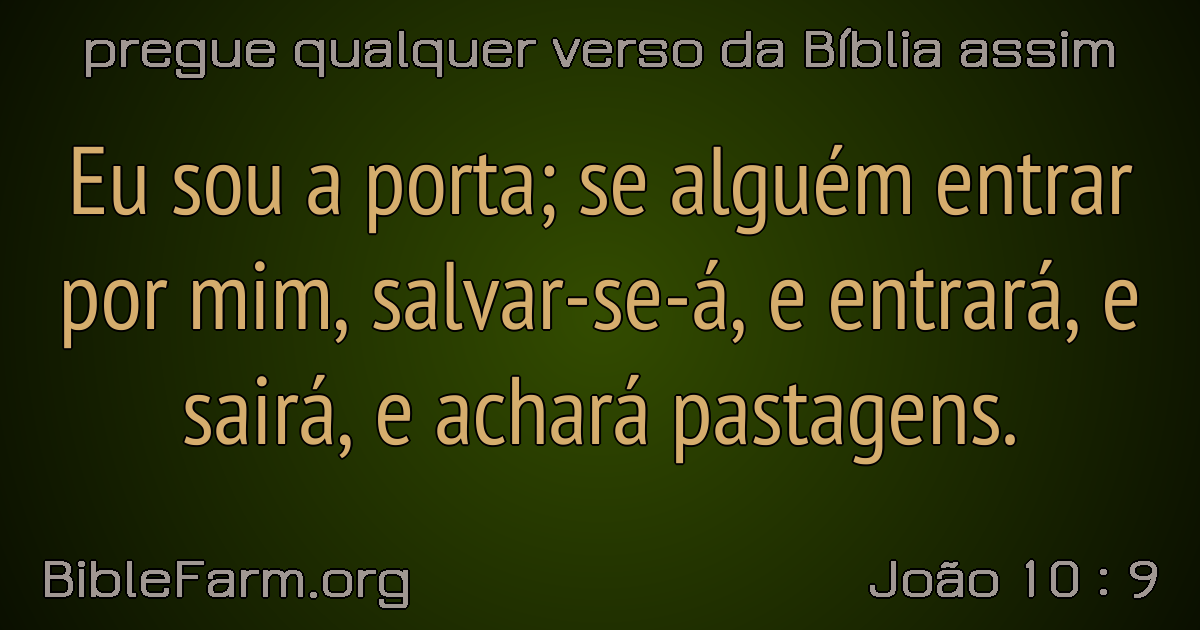 pregue qualquer verso da Bíblia assim
Eu sou a porta; se alguém entrar
por mim, salvar-se-á, e entrará, e
sairá, e achará pastagens.
BibleFarm.org
João 10 : 9